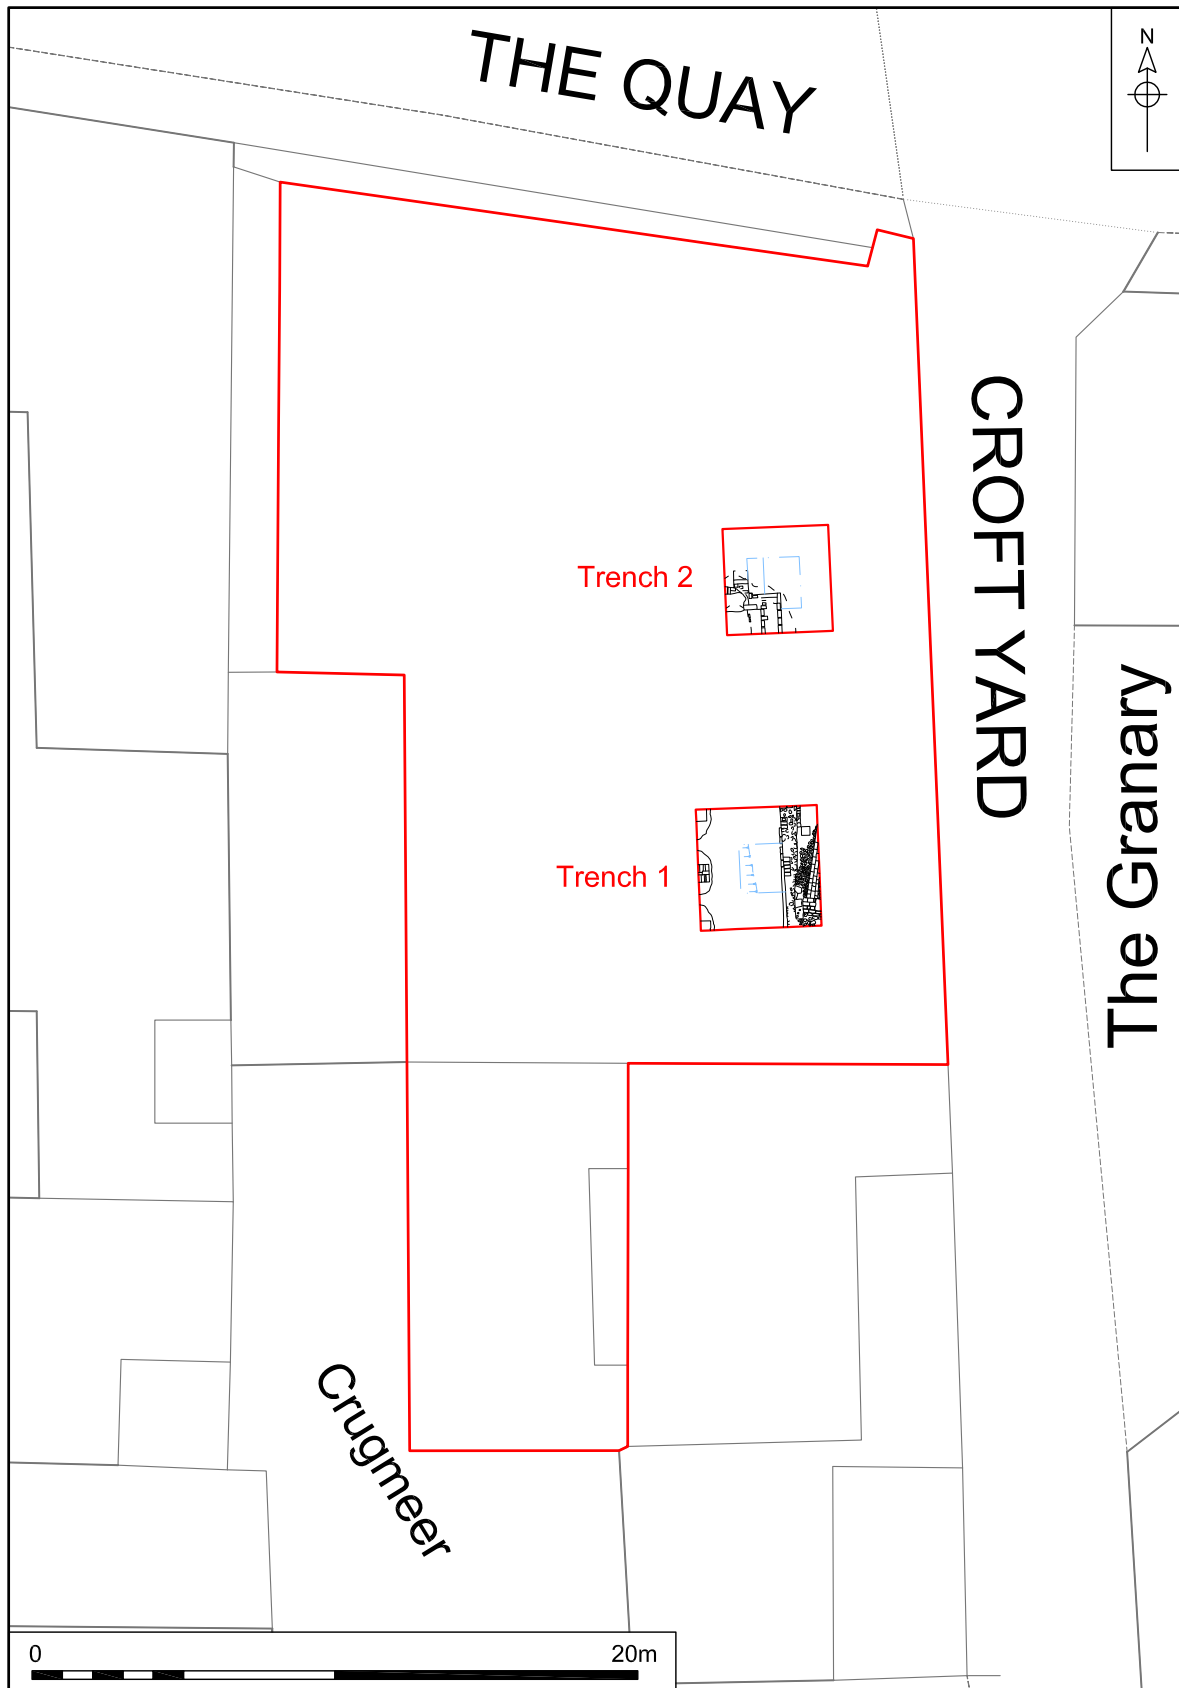 THE QUAY
N
CROFT YARD
Trench 2
The Granary
Trench 1
Crugmeer
0 20m